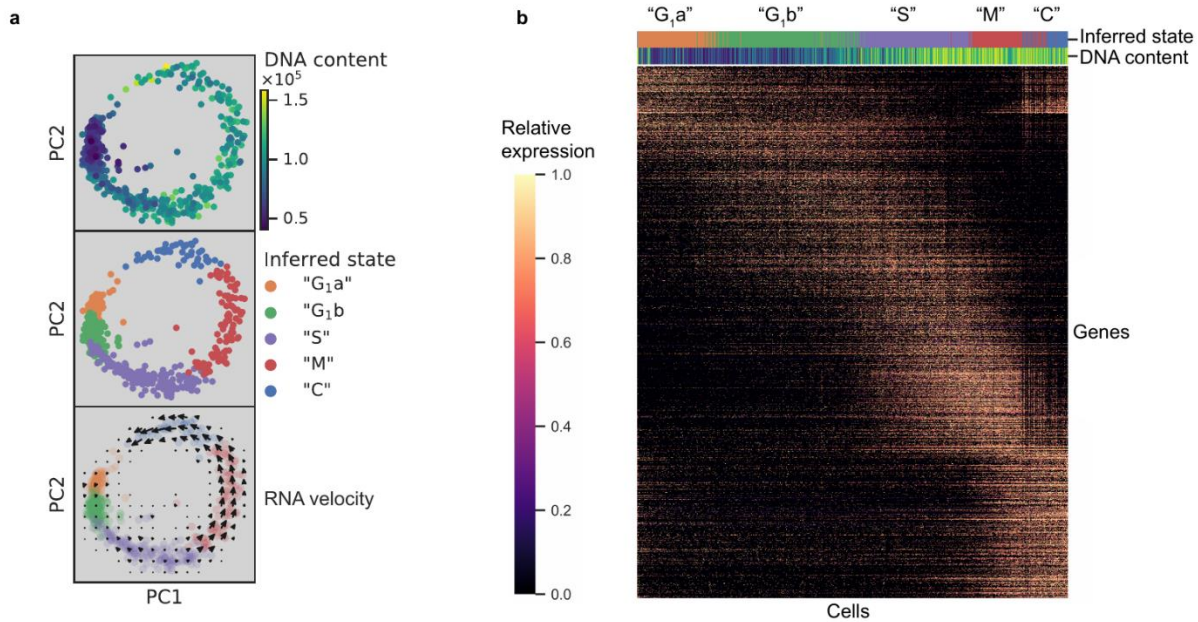 a
DNA content
×10⁵
1.5
1.0
0.5
PC2
Inferred state
"G₁a"
"G₁b
"S"
"M"
"C"
PC2
RNA velocity
PC2
PC1
b
“G₁a” “G₁b” “S” “M” “C”
Inferred state
DNA content
Relative
expression
1.0
0.8
0.6
0.4
0.2
0.0
Genes
Cells